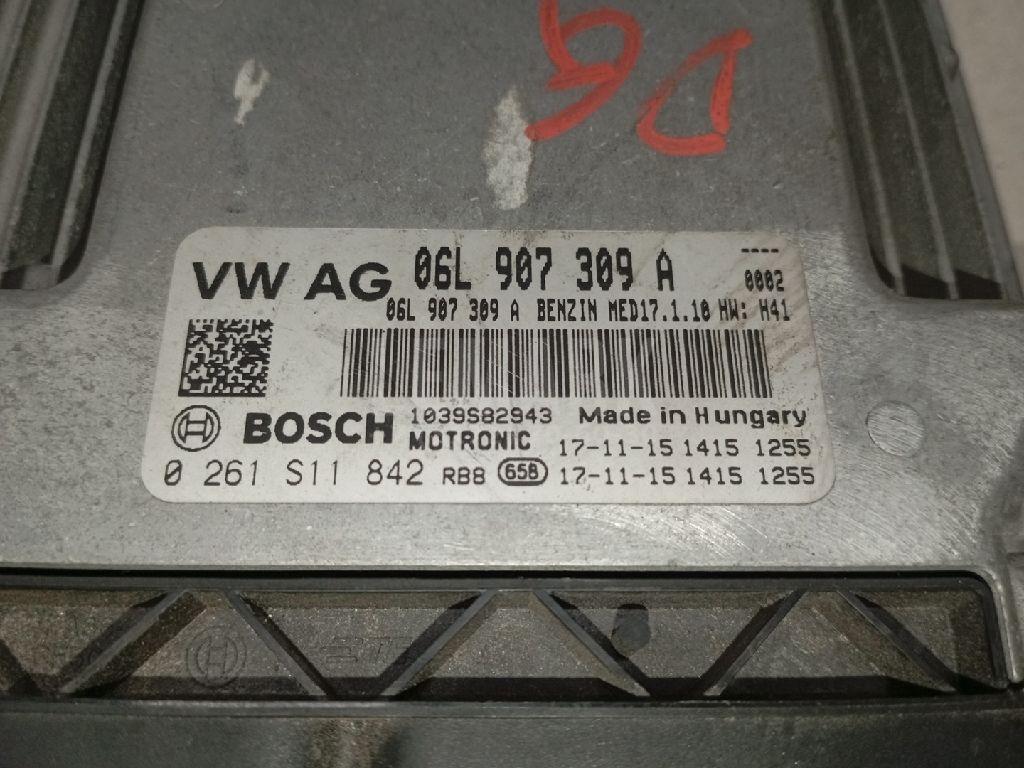 D6
VW AG 06L 907 309 A ----
0002
06L 907 309 A BENZIN MED17.1.10 HW: H41
BOSCH 1039S82943 Made in Hungary
MOTRONIC 17-11-15 1415 1255
0 261 S11 842 RB8 658 17-11-15 1415 1255